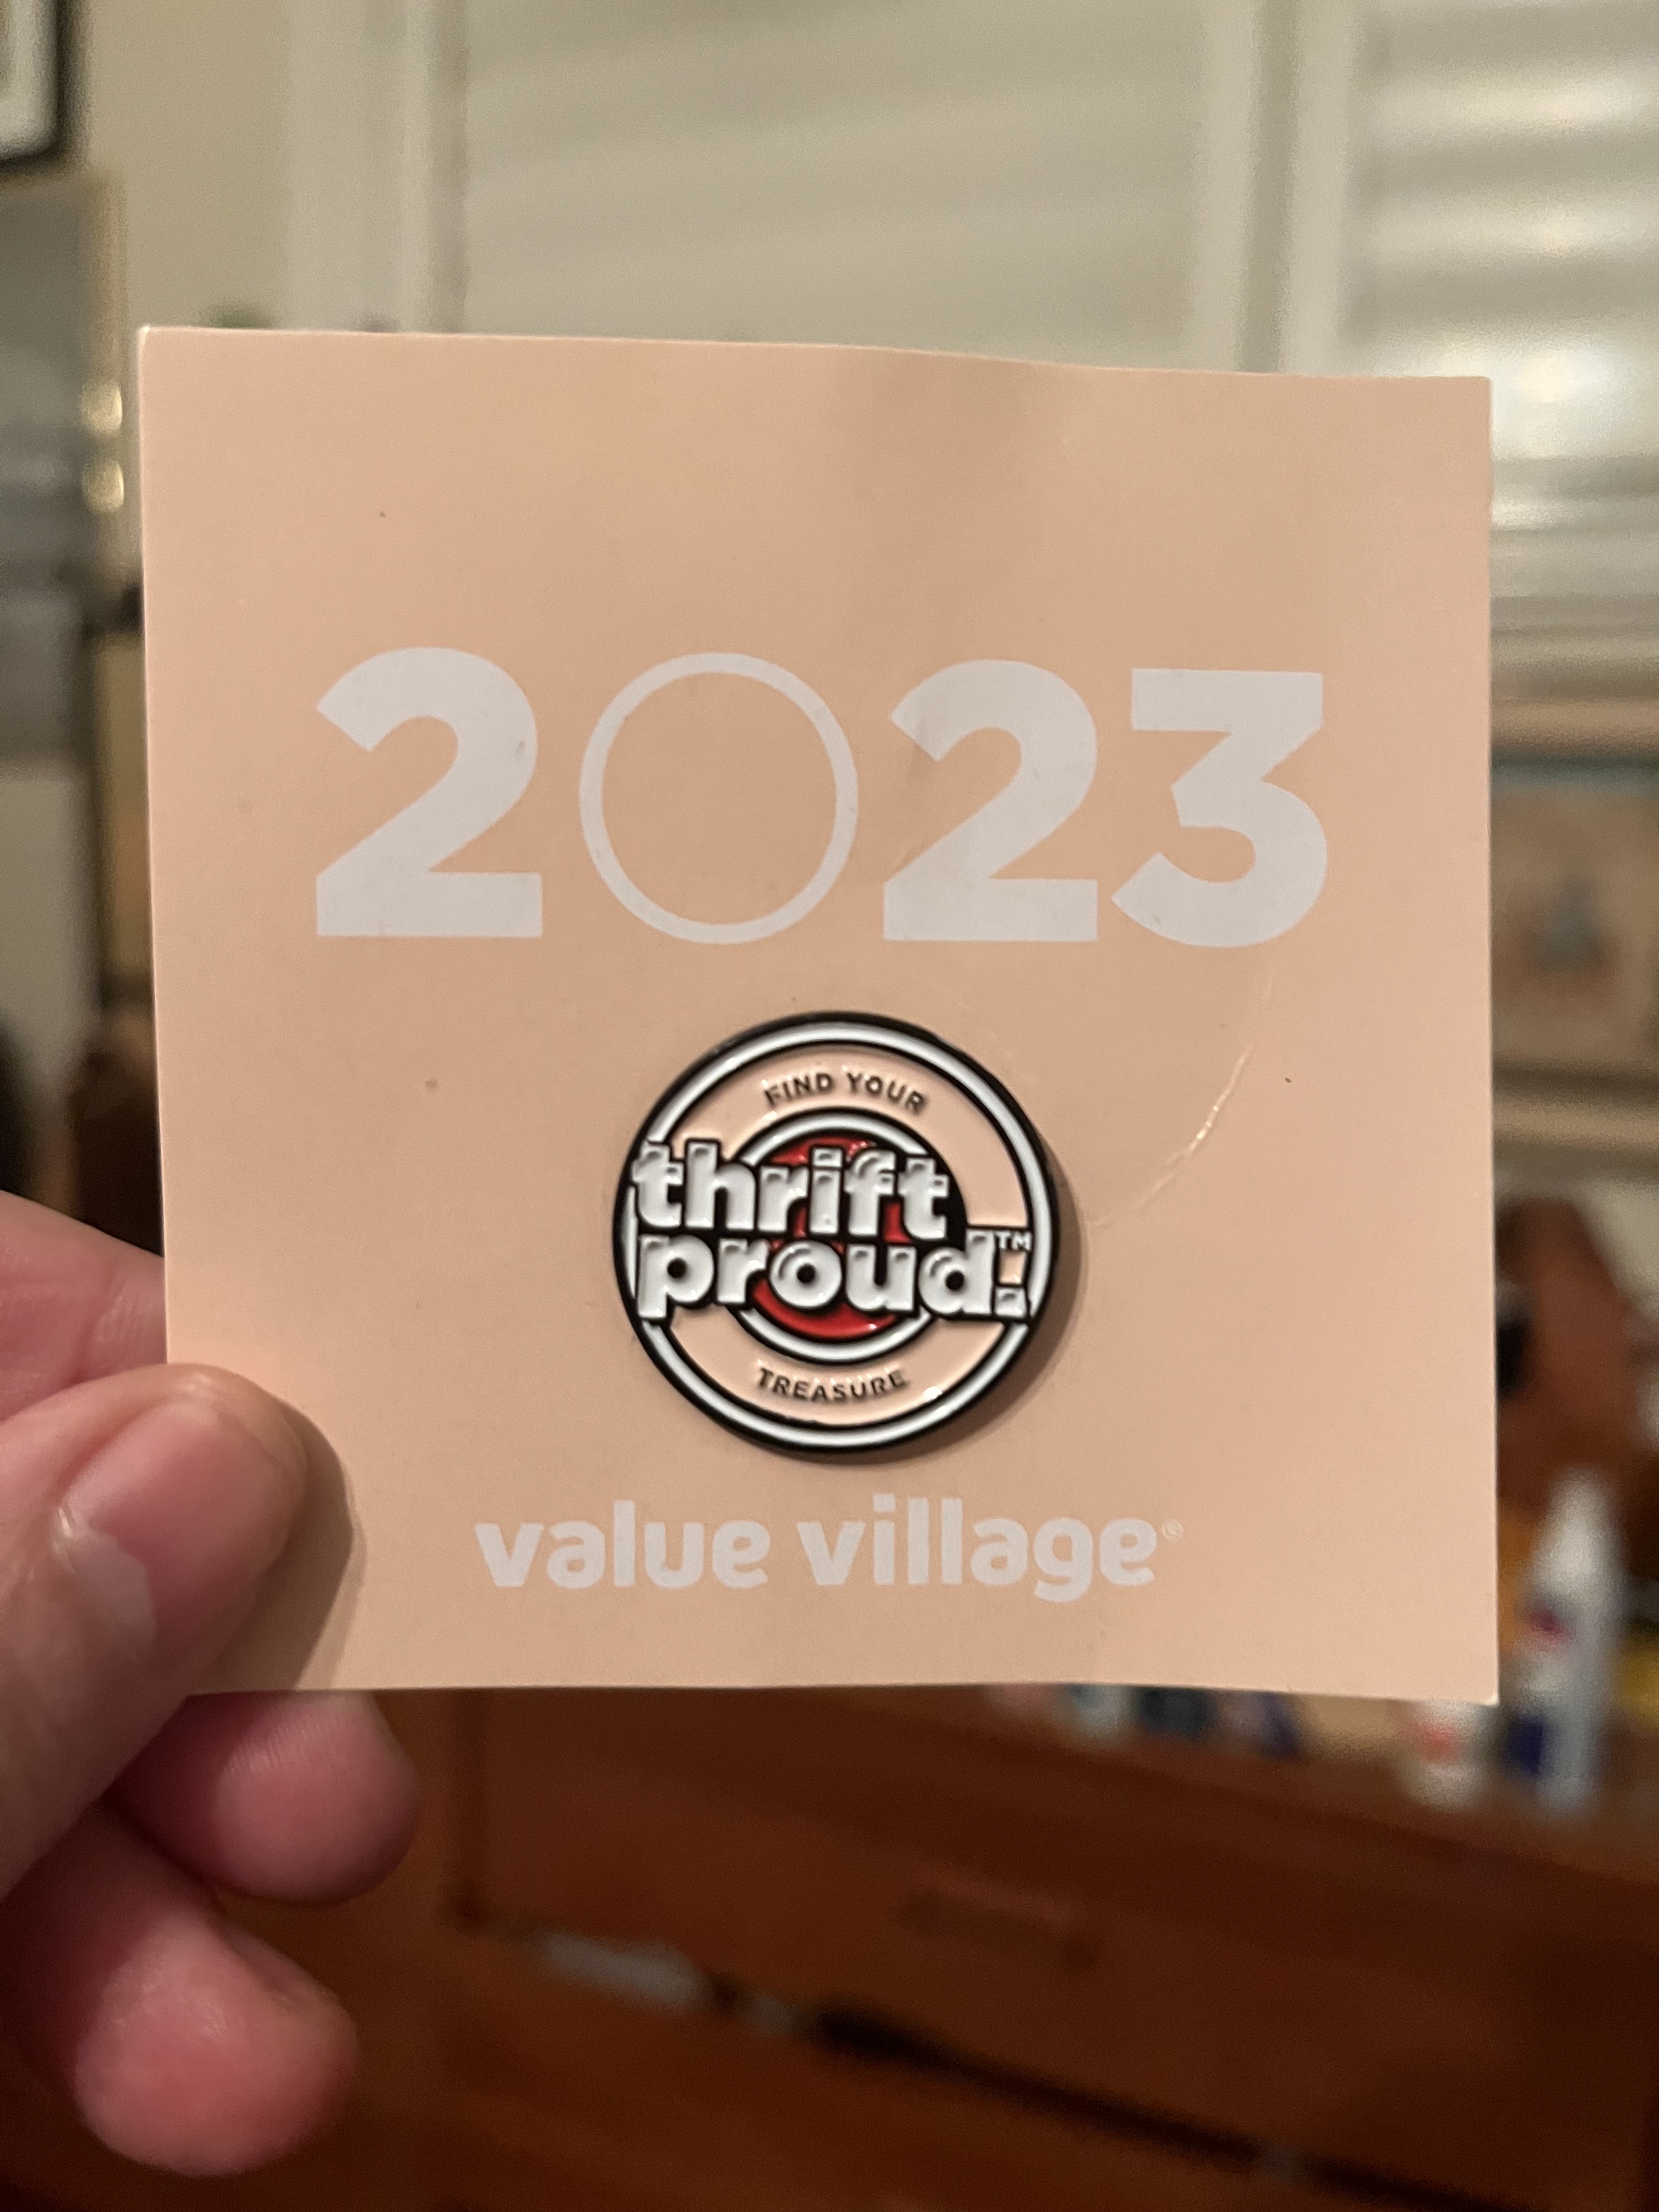 2023
FIND YOUR
thrift
proud.™
TREASURE
value village®